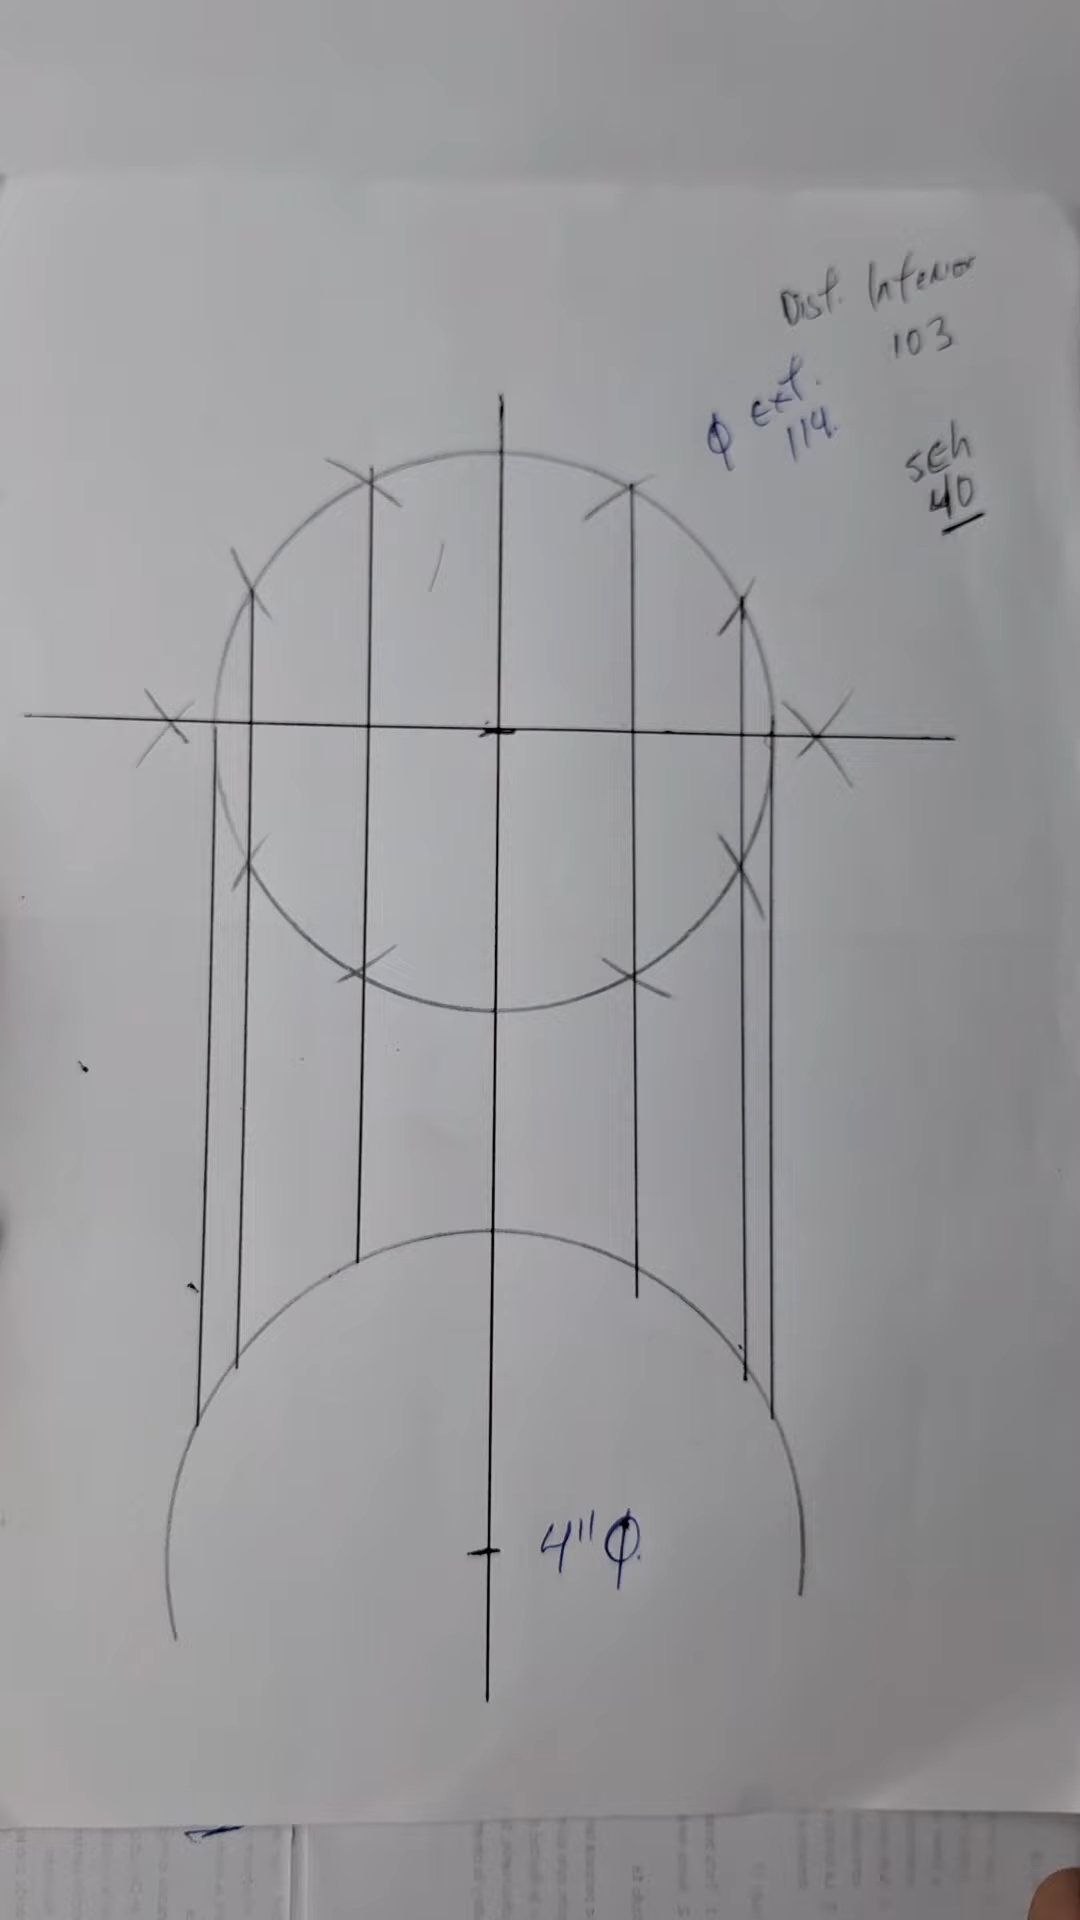 Dist. Interior
103
φ ext.
114.
sch
40
4" φ.